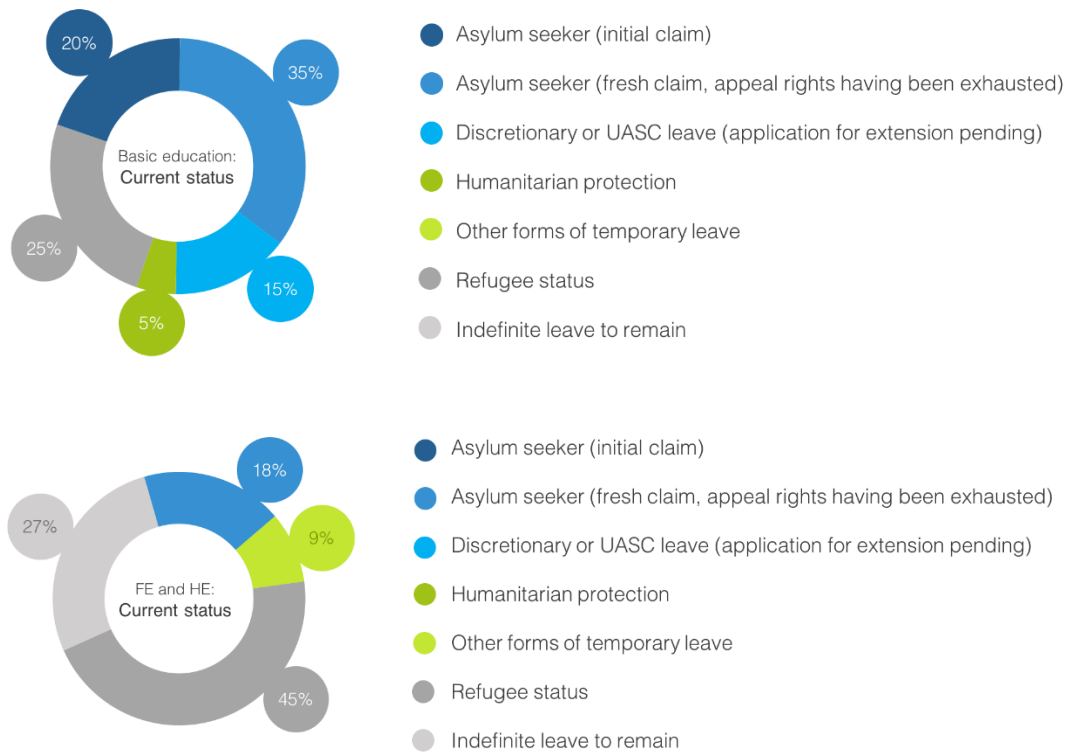 20%
35%
Basic education:
Current status
25%
15%
5%
Asylum seeker (initial claim)
Asylum seeker (fresh claim, appeal rights having been exhausted)
Discretionary or UASC leave (application for extension pending)
Humanitarian protection
Other forms of temporary leave
Refugee status
Indefinite leave to remain
18%
27%
9%
FE and HE:
Current status
45%
Asylum seeker (initial claim)
Asylum seeker (fresh claim, appeal rights having been exhausted)
Discretionary or UASC leave (application for extension pending)
Humanitarian protection
Other forms of temporary leave
Refugee status
Indefinite leave to remain